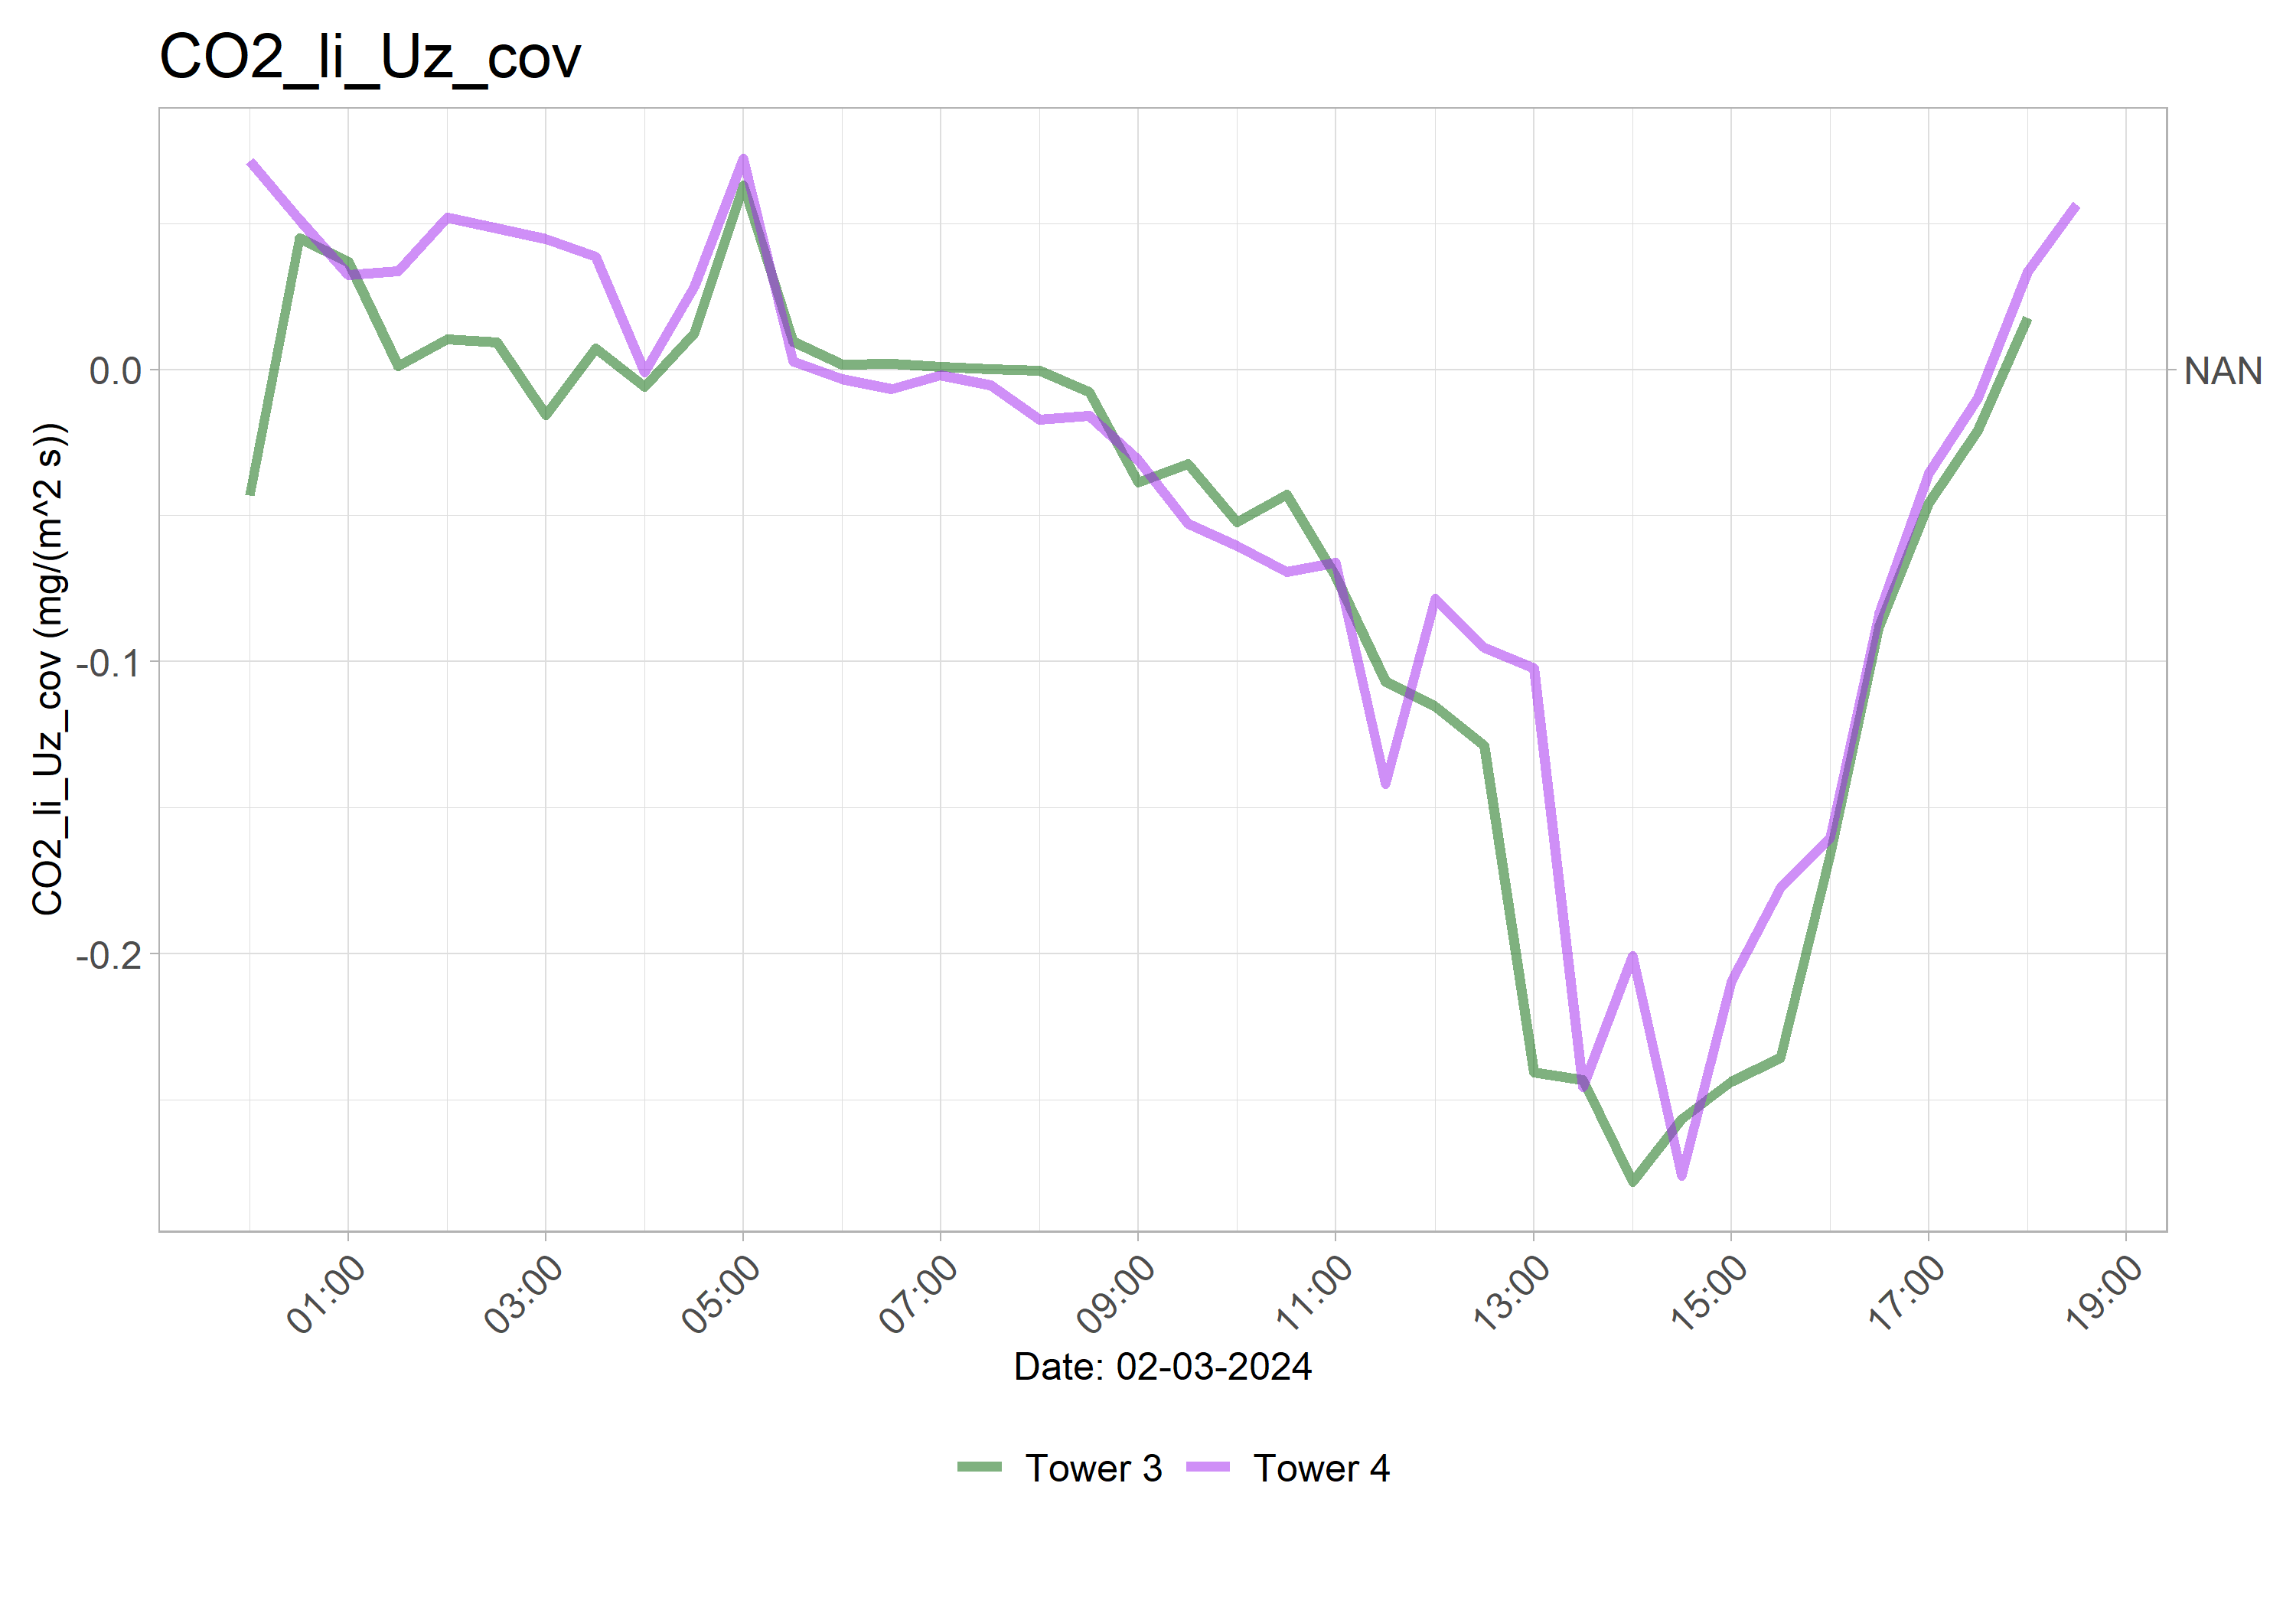 CO2_li_Uz_cov
CO2_li_Uz_cov (mg/(m^2 s))
0.0
-0.1
-0.2
NAN
01:00
03:00
05:00
07:00
09:00
11:00
13:00
15:00
17:00
19:00
Date: 02-03-2024
Tower 3
Tower 4